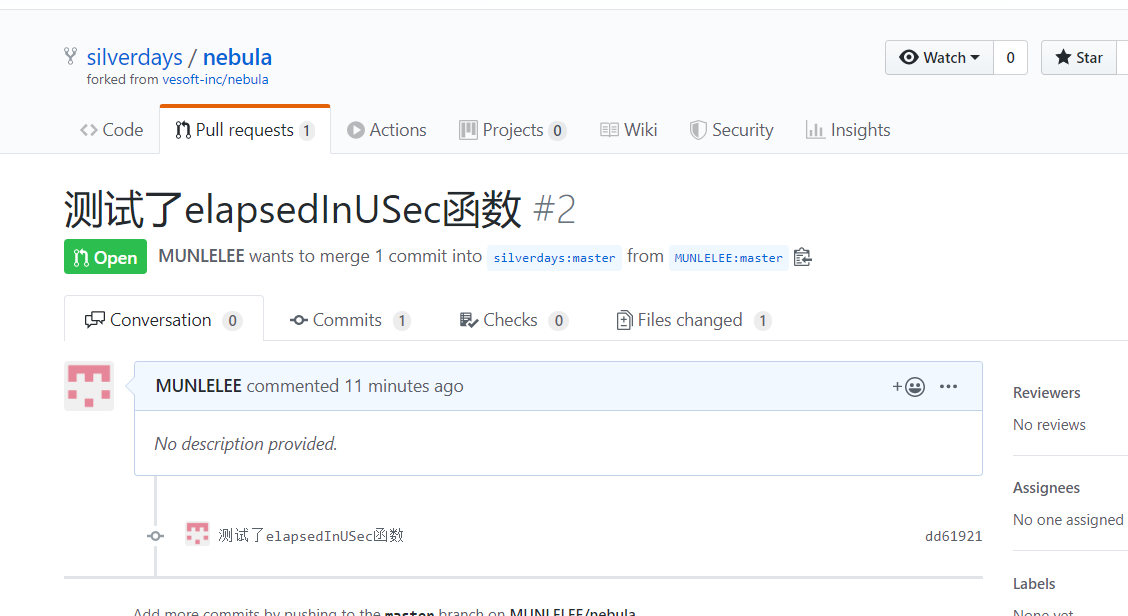 silverdays / nebula
forked from vesoft-inc/nebula
Watch 0 Star
Code Pull requests 1 Actions Projects 0 Wiki Security Insights
测试了elapsedInUSec函数 #2
Open MUNLELEE wants to merge 1 commit into silverdays:master from MUNLELEE:master
Conversation 0 Commits 1 Checks 0 Files changed 1
MUNLELEE commented 11 minutes ago
No description provided.
Reviewers
No reviews
Assignees
No one assigned
测试了elapsedInUSec函数 dd61921
Labels
None yet
Add more commits by pushing to the master branch on MUNLELEE/nebula.